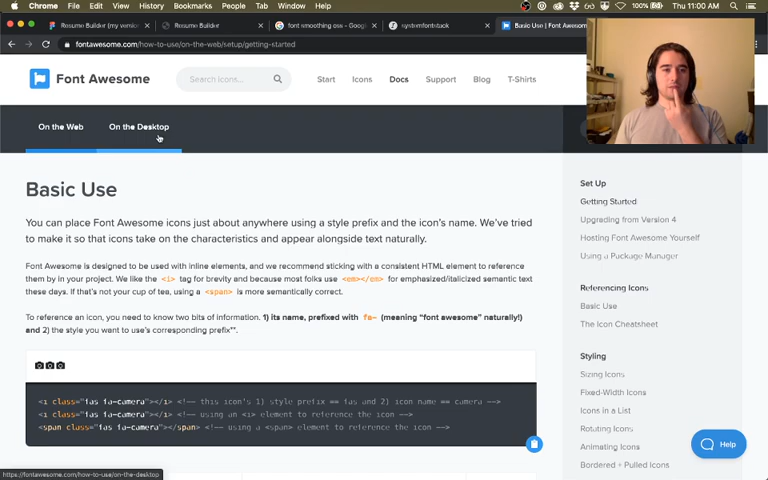 Chrome File Edit View History Bookmarks People Tab Window Help 100% Thu 11:00 AM
Resume Builder (my version
Resume Builder
font smoothing css - Googl
systemfontstack
Basic Use | Font Awesome
fontawesome.com/how-to-use/on-the-web/setup/getting-started
Font Awesome
Search icons...
Start Icons Docs Support Blog T-Shirts
On the Web On the Desktop
Basic Use
You can place Font Awesome icons just about anywhere using a style prefix and the icon's name. We've tried
to make it so that icons take on the characteristics and appear alongside text naturally.
Font Awesome is designed to be used with inline elements, and we recommend sticking with a consistent HTML element to reference
them by in your project. We like the <i> tag for brevity and because most folks use <em></em> for emphasized/italicized semantic text
these days. If that's not your cup of tea, using a <span> is more semantically correct.
To reference an icon, you need to know two bits of information. 1) its name, prefixed with fa- (meaning "font awesome" naturally!)
and 2) the style you want to use's corresponding prefix**.
<i class="fas fa-camera"></i> <!-- this icon's 1) style prefix == fas and 2) icon name == camera -->
<i class="fas fa-camera"></i> <!-- using an <i> element to reference the icon -->
<span class="fas fa-camera"></span> <!-- using a <span> element to reference the icon -->
Set Up
Getting Started
Upgrading from Version 4
Hosting Font Awesome Yourself
Using a Package Manager
Referencing Icons
Basic Use
The Icon Cheatsheet
Styling
Sizing Icons
Fixed-Width Icons
Icons in a List
Rotating Icons
Animating Icons
Bordered + Pulled Icons
Help
https://fontawesome.com/how-to-use/on-the-desktop